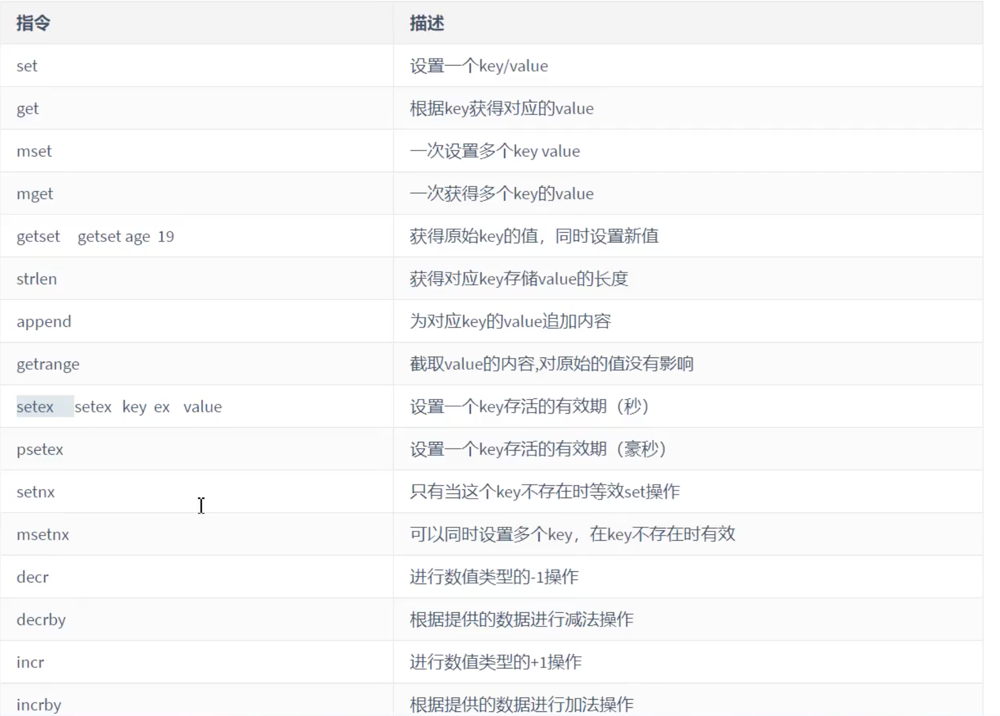 指令 描述
set 设置一个key/value
get 根据key获得对应的value
mset 一次设置多个key value
mget 一次获得多个key的value
getset getset age 19 获得原始key的值，同时设置新值
strlen 获得对应key存储value的长度
append 为对应key的value追加内容
getrange 截取value的内容,对原始的值没有影响
setex setex key ex value 设置一个key存活的有效期（秒）
psetex 设置一个key存活的有效期（豪秒）
setnx 只有当这个key不存在时等效set操作
msetnx 可以同时设置多个key，在key不存在时有效
decr 进行数值类型的-1操作
decrby 根据提供的数据进行减法操作
incr 进行数值类型的+1操作
incrby 根据提供的数据进行加法操作